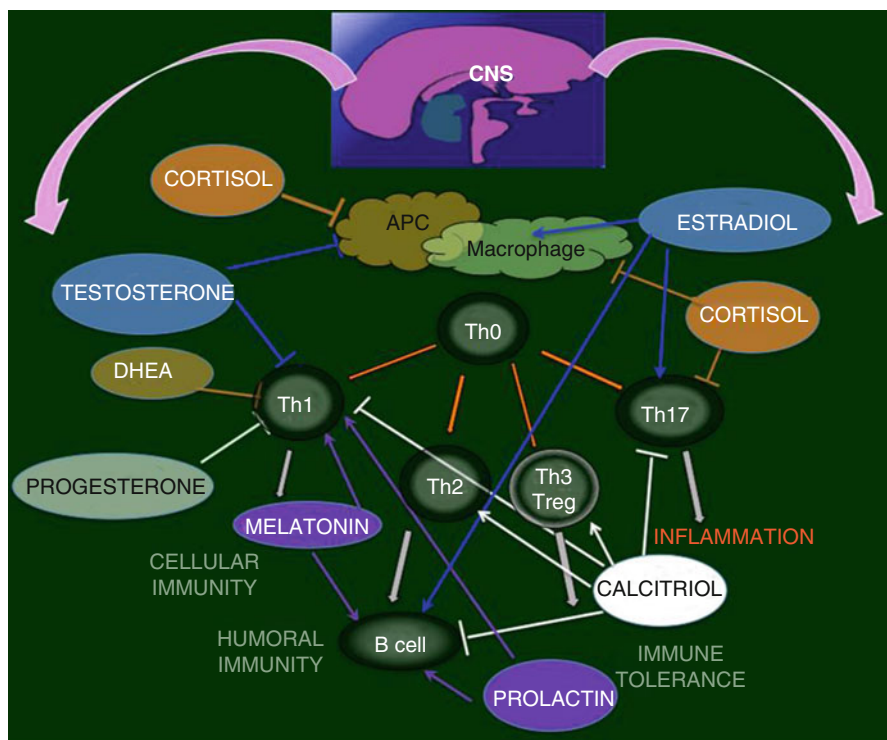 CNS
CORTISOL
APC
Macrophage
ESTRADIOL
TESTOSTERONE
CORTISOL
Th0
DHEA
Th1
Th17
PROGESTERONE
Th2
Th3
Treg
MELATONIN
INFLAMMATION
CELLULAR
IMMUNITY
CALCITRIOL
HUMORAL
IMMUNITY
B cell
IMMUNE
TOLERANCE
PROLACTIN